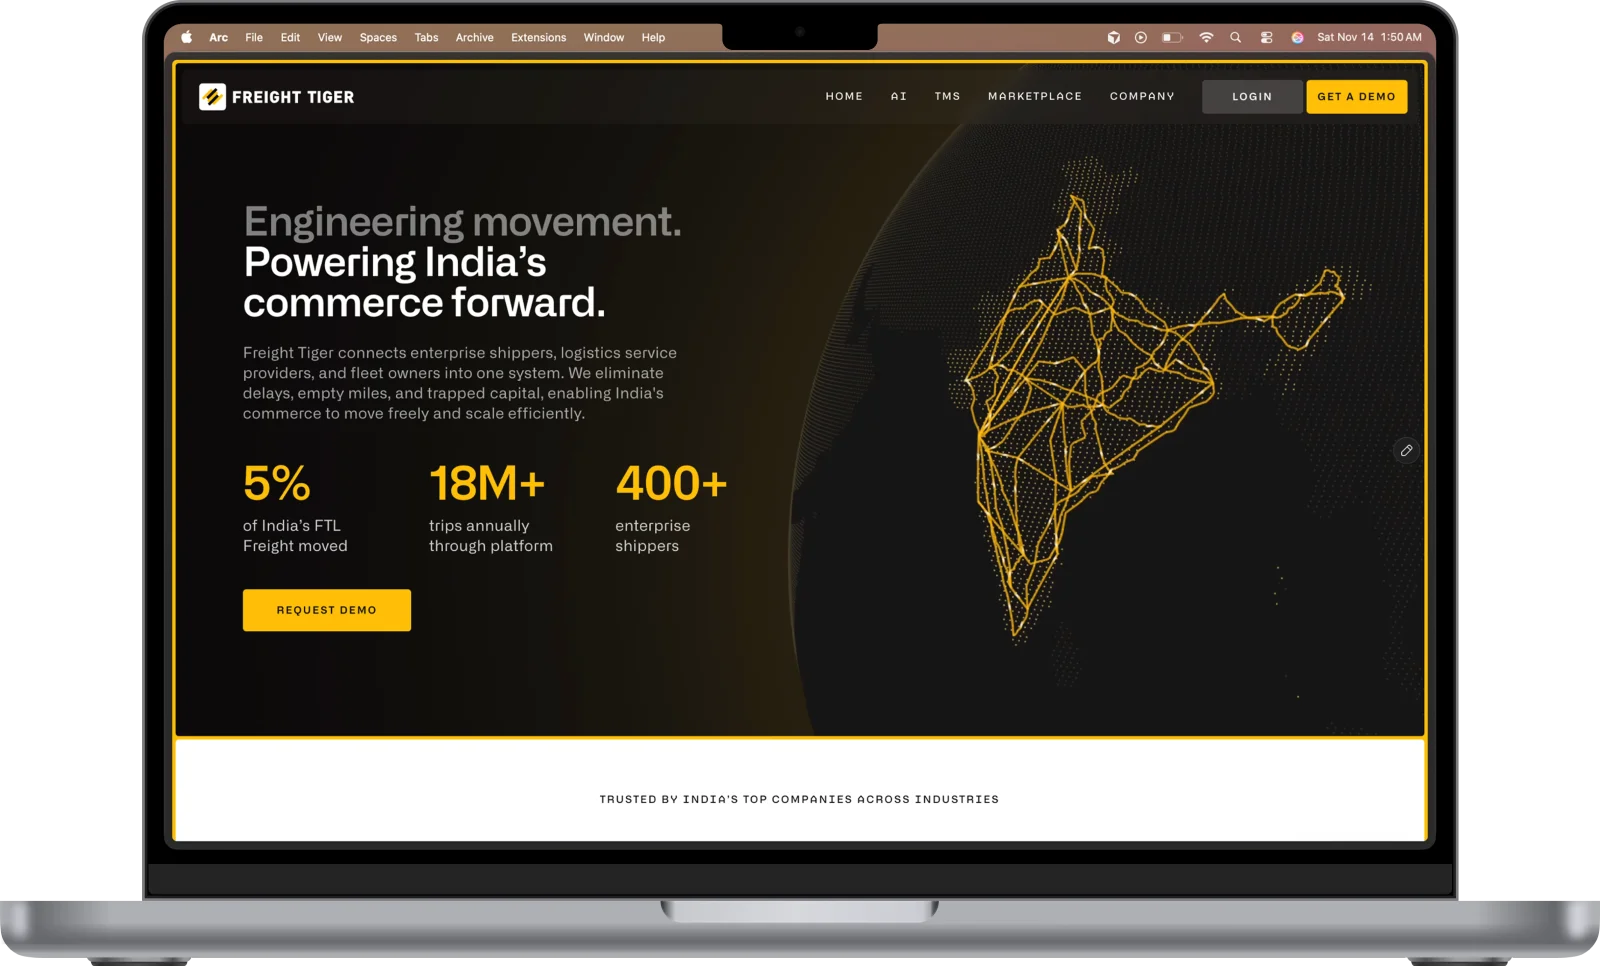 Arc File Edit View Spaces Tabs Archive Extensions Window Help Sat Nov 14 1:50 AM
FREIGHT TIGER HOME AI TMS MARKETPLACE COMPANY LOGIN GET A DEMO
Engineering movement.
Powering India’s
commerce forward.
Freight Tiger connects enterprise shippers, logistics service
providers, and fleet owners into one system. We eliminate
delays, empty miles, and trapped capital, enabling India's
commerce to move freely and scale efficiently.
5% 18M+ 400+
of India’s FTL trips annually enterprise
Freight moved through platform shippers
REQUEST DEMO
TRUSTED BY INDIA'S TOP COMPANIES ACROSS INDUSTRIES